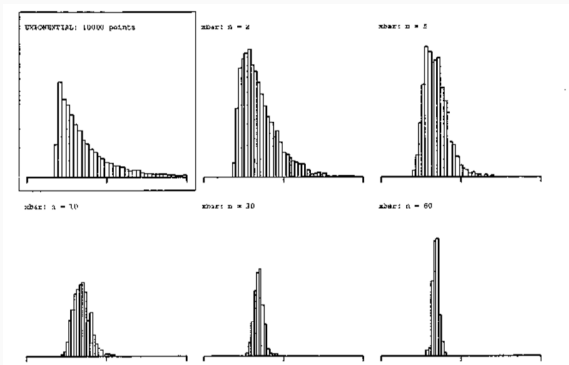 EXPONENTIAL: 10000 points
xbar: n = 2
xbar: n = 5
xbar: n = 10
xbar: n = 30
xbar: n = 60